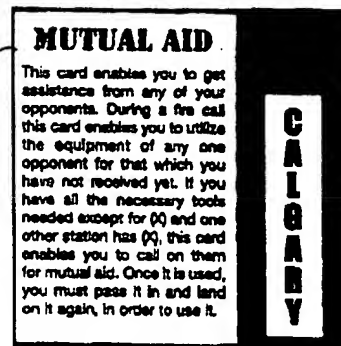 MUTUAL AID
This card enables you to get
assistance from any of your
opponents. During a fire call
this card enables you to utilize
the equipment of any one
opponent for that which you
have not received yet. If you
have all the necessary tools
needed except for (X) and one
other station has (X), this card
enables you to call on them
for mutual aid. Once it is used,
you must pass it in and land
on it again, in order to use it.
CALGARY